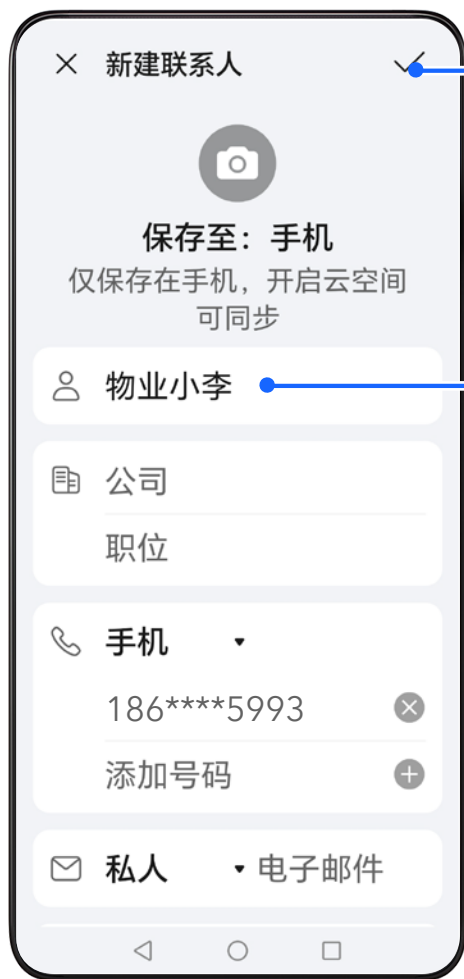 新建联系人
保存至：手机
仅保存在手机，开启云空间
可同步
物业小李
公司
职位
手机
186****5993
添加号码
私人 电子邮件